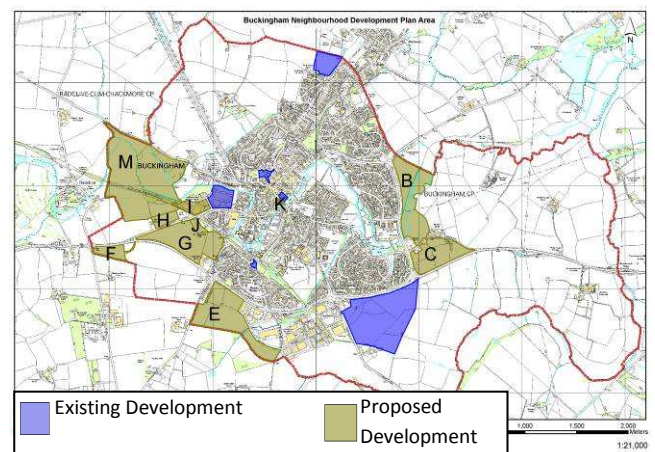 Buckingham Neighbourhood Development Plan Area
N
RADCLIVE-CUM-CHACKMORE CP
M
BUCKINGHAM
B
BUCKINGHAM CP
I
K
H
J
G
F
C
E
Existing Development
Proposed
Development
1,000
1,500
2,000
Meters
1:21,000